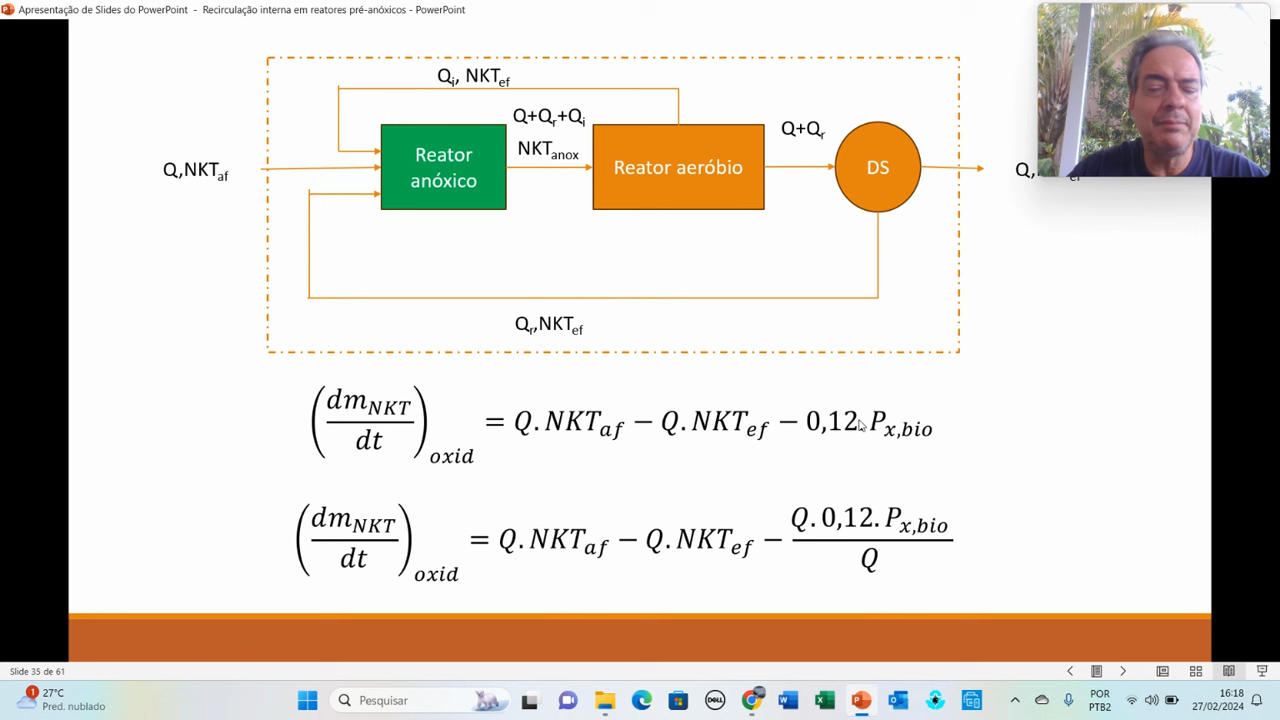 Apresentação de Slides do PowerPoint - Recirculação interna em reatores pré-anóxicos - PowerPoint
Qi, NKTef
Q+Qr+Qi
NKTanox
Q+Qr
Q,NKTaf
Reator
anóxico
Reator aeróbio
DS
Qr,NKTef
(dmNKT/dt)oxid = Q.NKTaf − Q.NKTef − 0,12.Px,bio
(dmNKT/dt)oxid = Q.NKTaf − Q.NKTef − Q.0,12.Px,bio/Q
Slide 35 de 61
1
27°C
Pred. nublado
Pesquisar
DELL
POR
PTB2
16:18
27/02/2024